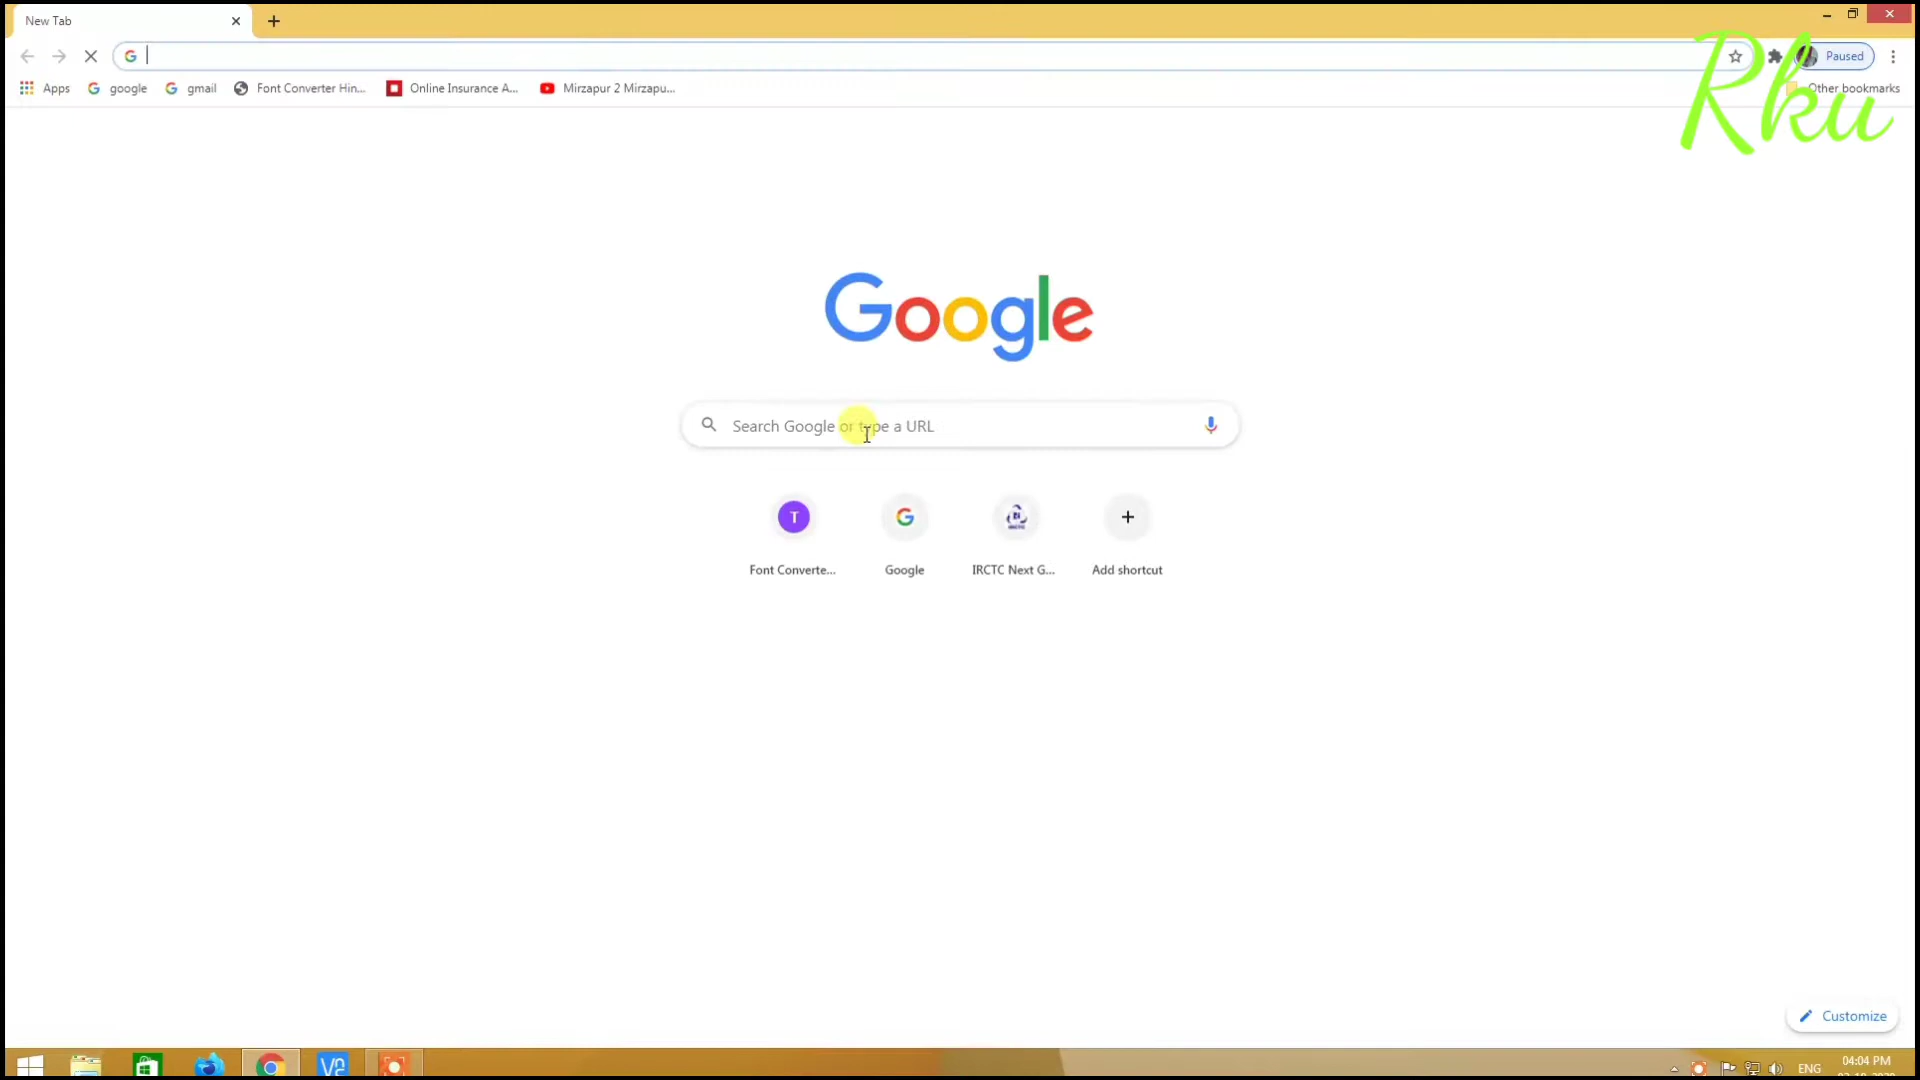 New Tab
Rku
Paused
Apps
google
gmail
Font Converter Hin...
Online Insurance A...
Mirzapur 2 Mirzapu...
Other bookmarks
Google
Search Google or type a URL
T
Font Converte...
Google
IRCTC Next G...
Add shortcut
Customize
ENG
04:04 PM